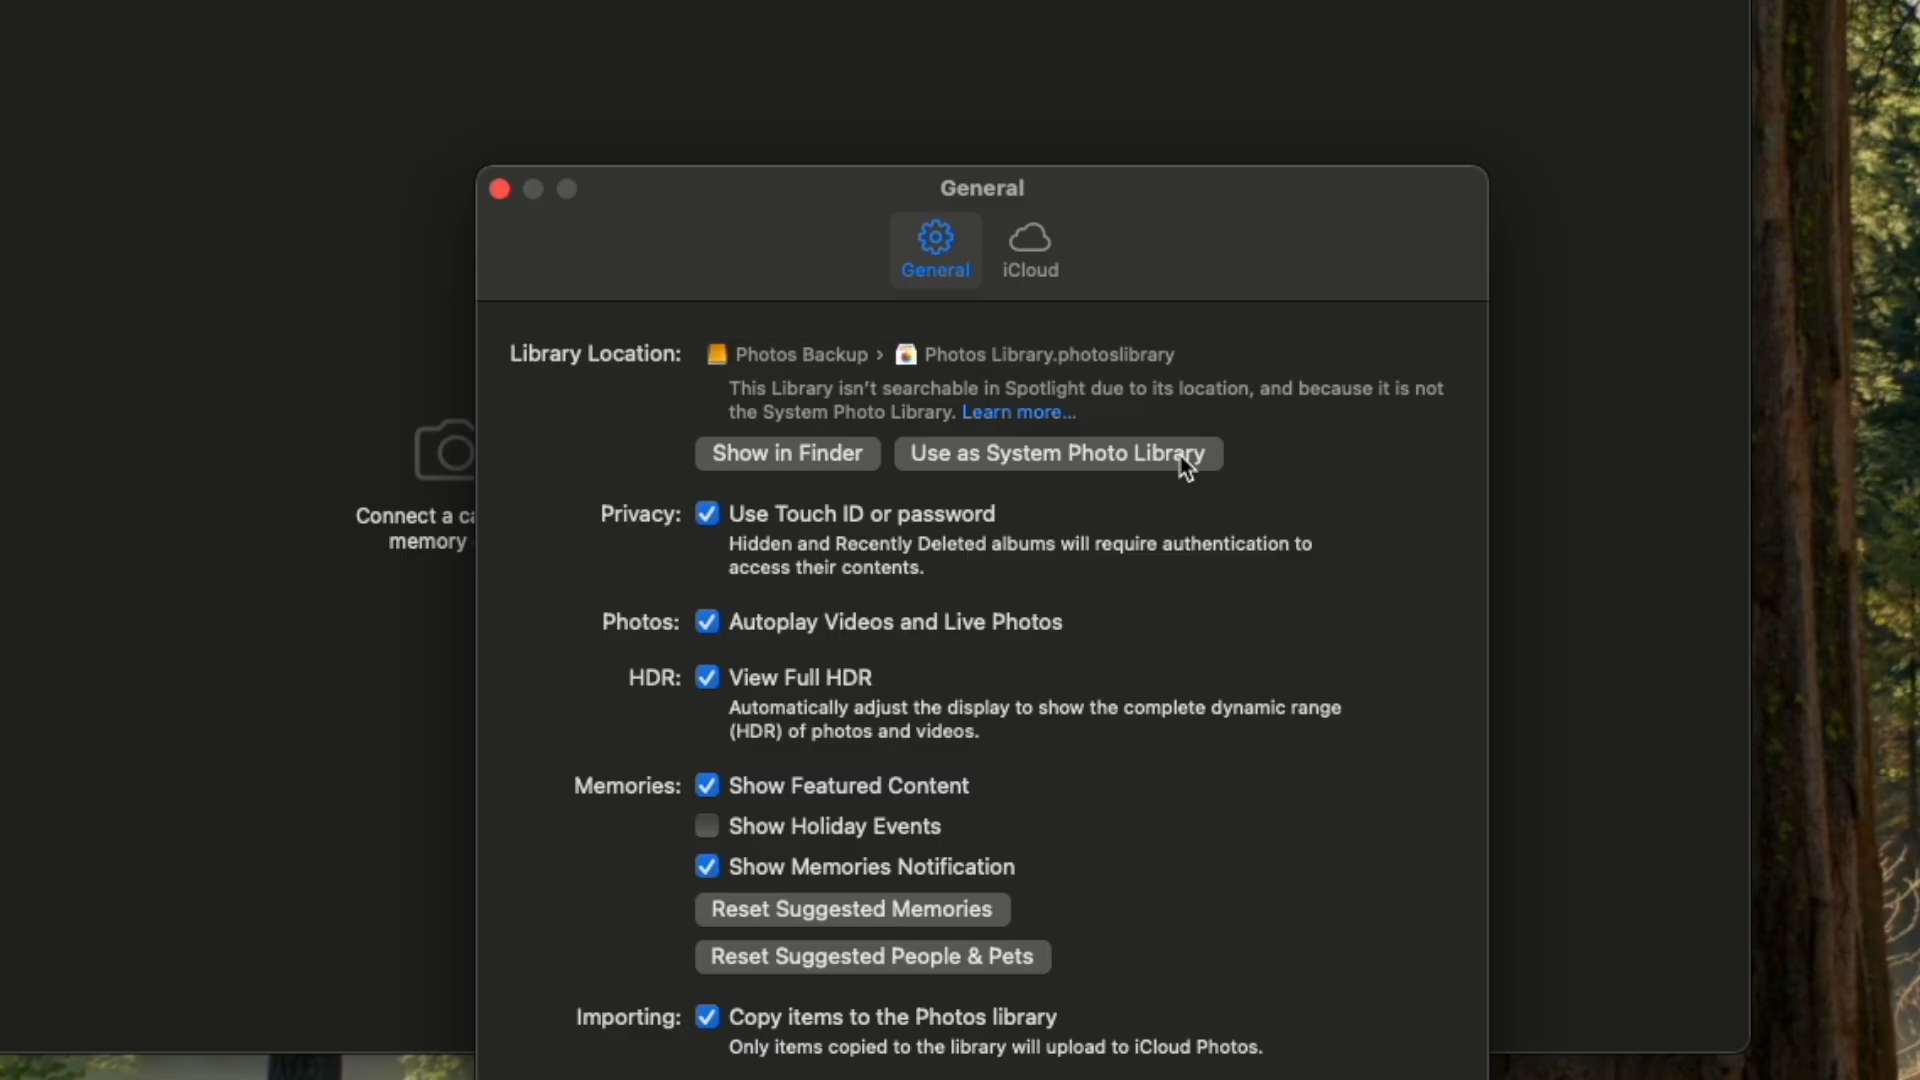 General
General
iCloud
Library Location: Photos Backup › Photos Library.photoslibrary
This Library isn't searchable in Spotlight due to its location, and because it is not
the System Photo Library. Learn more...
Show in Finder
Use as System Photo Library
Connect a
memory
Privacy: Use Touch ID or password
Hidden and Recently Deleted albums will require authentication to
access their contents.
Photos: Autoplay Videos and Live Photos
HDR: View Full HDR
Automatically adjust the display to show the complete dynamic range
(HDR) of photos and videos.
Memories: Show Featured Content
Show Holiday Events
Show Memories Notification
Reset Suggested Memories
Reset Suggested People & Pets
Importing: Copy items to the Photos library
Only items copied to the library will upload to iCloud Photos.